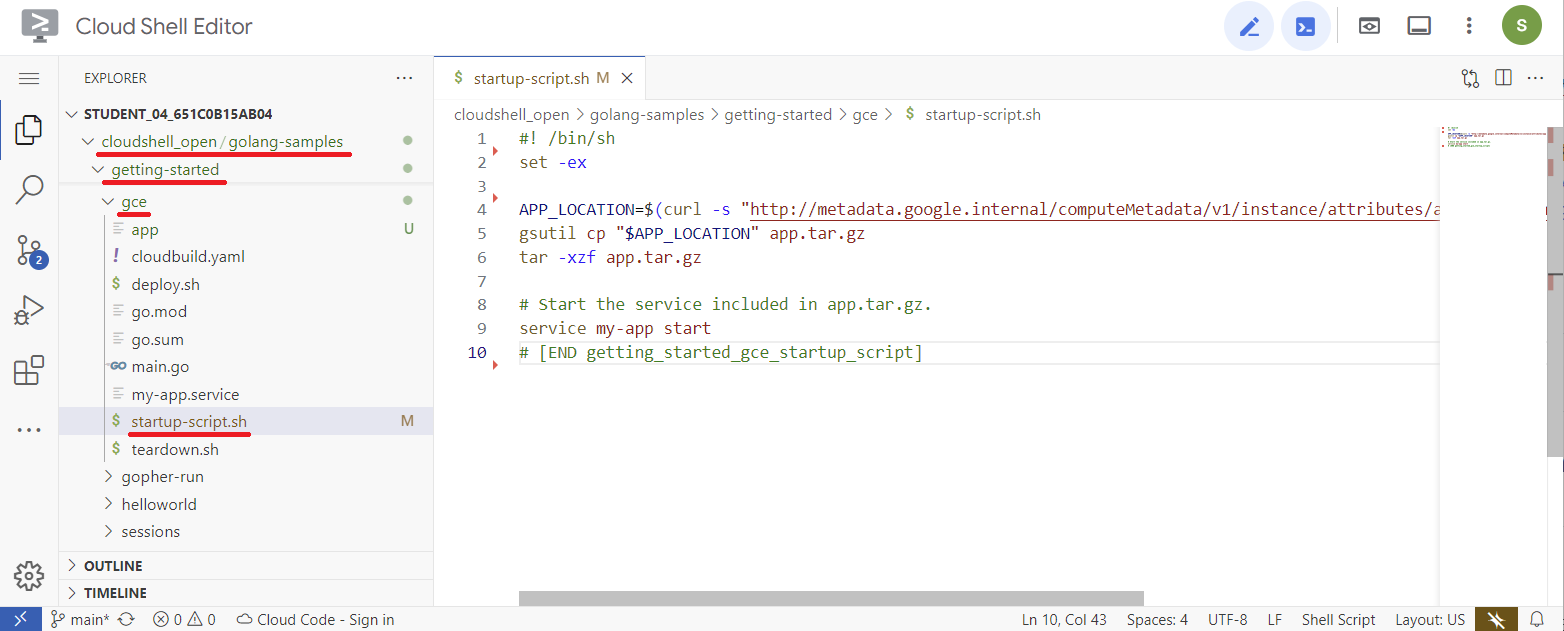 Cloud Shell Editor
S
EXPLORER
STUDENT_04_651C0B15AB04
cloudshell_open / golang-samples
getting-started
gce
app U
cloudbuild.yaml
$ deploy.sh
go.mod
go.sum
GO main.go
my-app.service
$ startup-script.sh M
$ teardown.sh
gopher-run
helloworld
sessions
OUTLINE
TIMELINE
2
$ startup-script.sh M
cloudshell_open > golang-samples > getting-started > gce > $ startup-script.sh
1 #! /bin/sh
2 set -ex
3
4 APP_LOCATION=$(curl -s "http://metadata.google.internal/computeMetadata/v1/instance/attributes/a
5 gsutil cp "$APP_LOCATION" app.tar.gz
6 tar -xzf app.tar.gz
7
8 # Start the service included in app.tar.gz.
9 service my-app start
10 # [END getting_started_gce_startup_script]
main* 0 0 Cloud Code - Sign in Ln 10, Col 43 Spaces: 4 UTF-8 LF Shell Script Layout: US